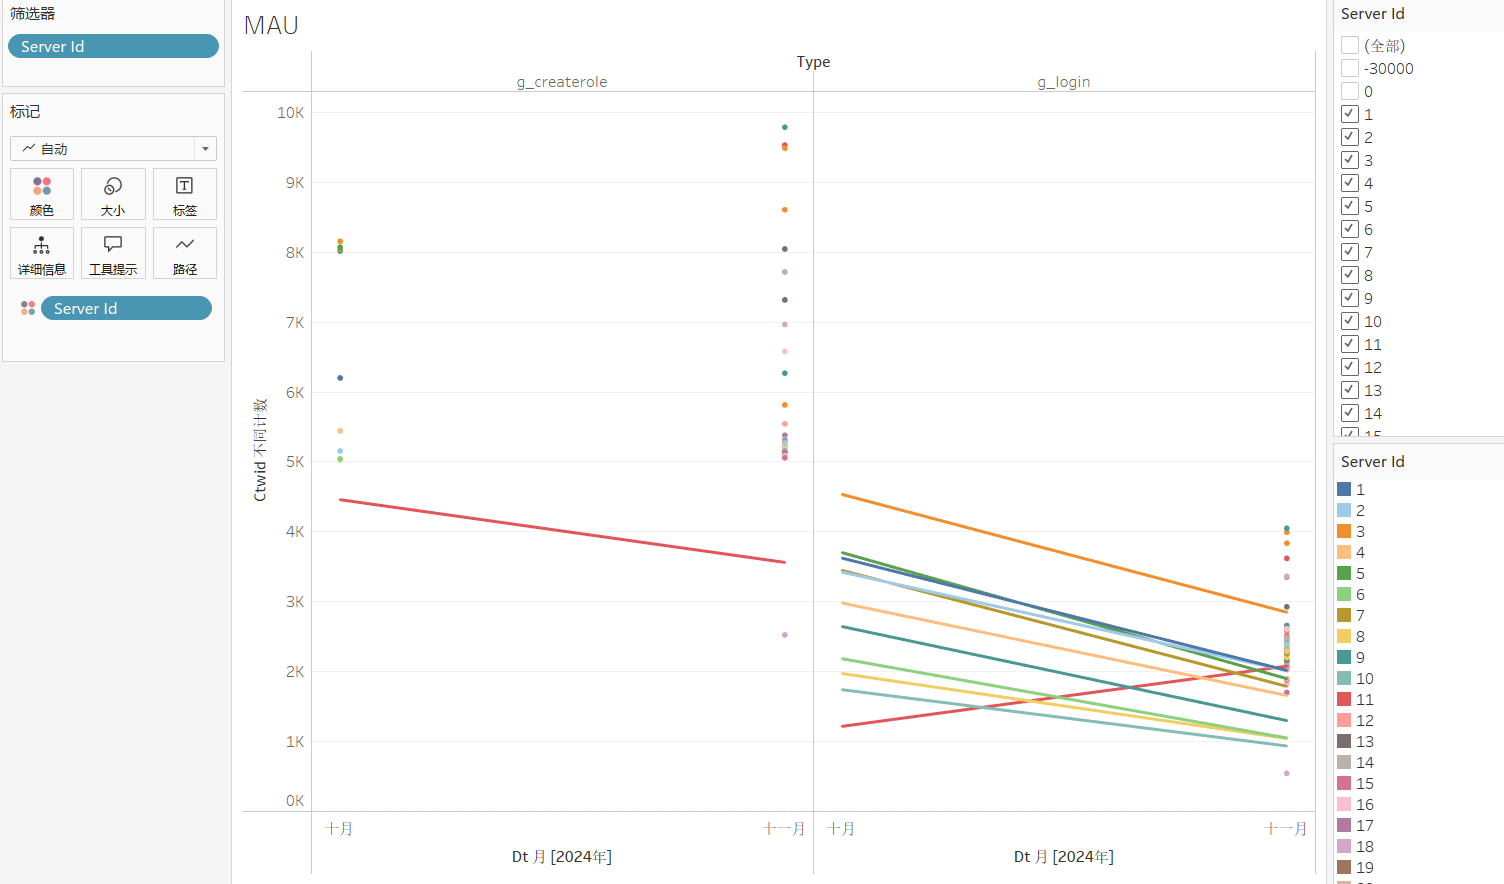 筛选器
Server Id
标记
自动
颜色
大小
标签
详细信息
工具提示
路径
Server Id
MAU
Type
g_createrole
g_login
10K
9K
8K
7K
6K
5K
4K
3K
2K
1K
0K
Ctwid 不同计数
十月
十一月
十月
十一月
Dt 月 [2024年]
Dt 月 [2024年]
Server Id
(全部)
-30000
0
1
2
3
4
5
6
7
8
9
10
11
12
13
14
15
Server Id
1
2
3
4
5
6
7
8
9
10
11
12
13
14
15
16
17
18
19